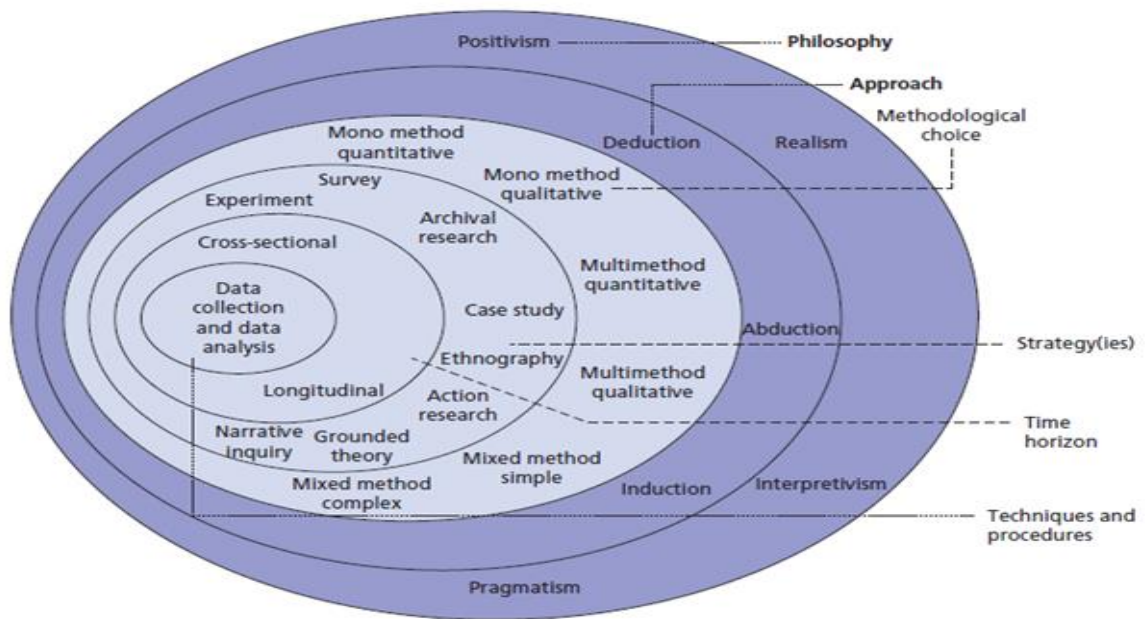 Positivism
Philosophy
Approach
Methodological
choice
Mono method
quantitative
Deduction
Realism
Survey
Mono method
qualitative
Experiment
Archival
research
Cross-sectional
Multimethod
quantitative
Data
collection
and data
analysis
Case study
Abduction
Strategy(ies)
Ethnography
Multimethod
qualitative
Longitudinal
Action
research
Time
horizon
Narrative
inquiry
Grounded
theory
Mixed method
simple
Mixed method
complex
Induction
Interpretivism
Techniques and
procedures
Pragmatism